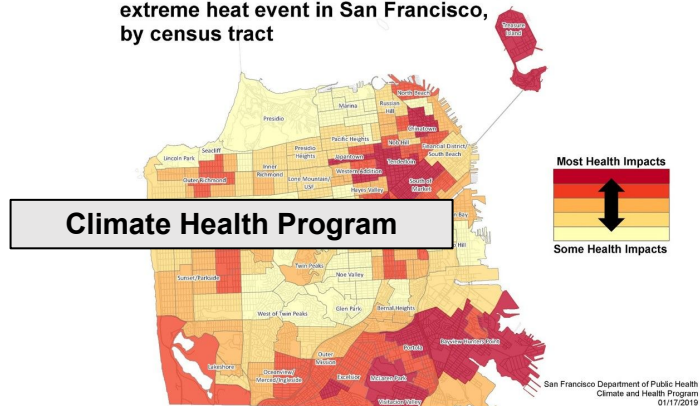 extreme heat event in San Francisco,
by census tract
Treasure
Island
North Beach
Marina
Russian
Hill
Presidio
Chinatown
Pacific Heights
Nob Hill
Financial District/
South Beach
Seacliff
Lincoln Park
Presidio
Heights
Japantown
Tenderloin
Most Health Impacts
Inner
Richmond
Western Addition
Outer Richmond
Lone Mountain/
USF
South of
Market
Hayes Valley
Climate Health Program
Bay
Hill
Some Health Impacts
Twin Peaks
Sunset/Parkside
Noe Valley
Glen Park
Bernal Heights
West of Twin Peaks
Bayview Hunters Point
Portola
Outer
Mission
Lakeshore
Oceanview/
Merced/Ingleside
Excelsior
McLaren Park
Visitacion Valley
San Francisco Department of Public Health
Climate and Health Program
01/17/2019